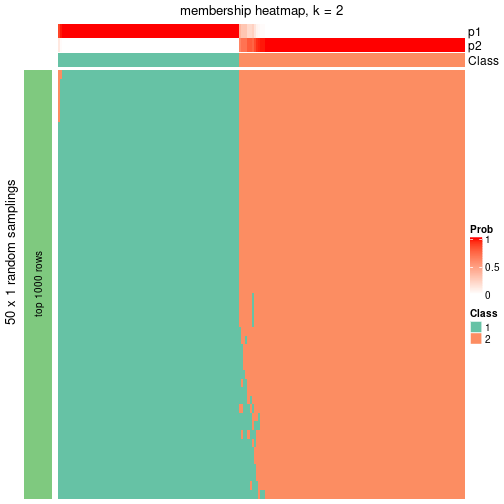 membership heatmap, k = 2
p1
p2
Class
50 x 1 random samplings
top 1000 rows
Prob
1
0.5
0
Class
1
2